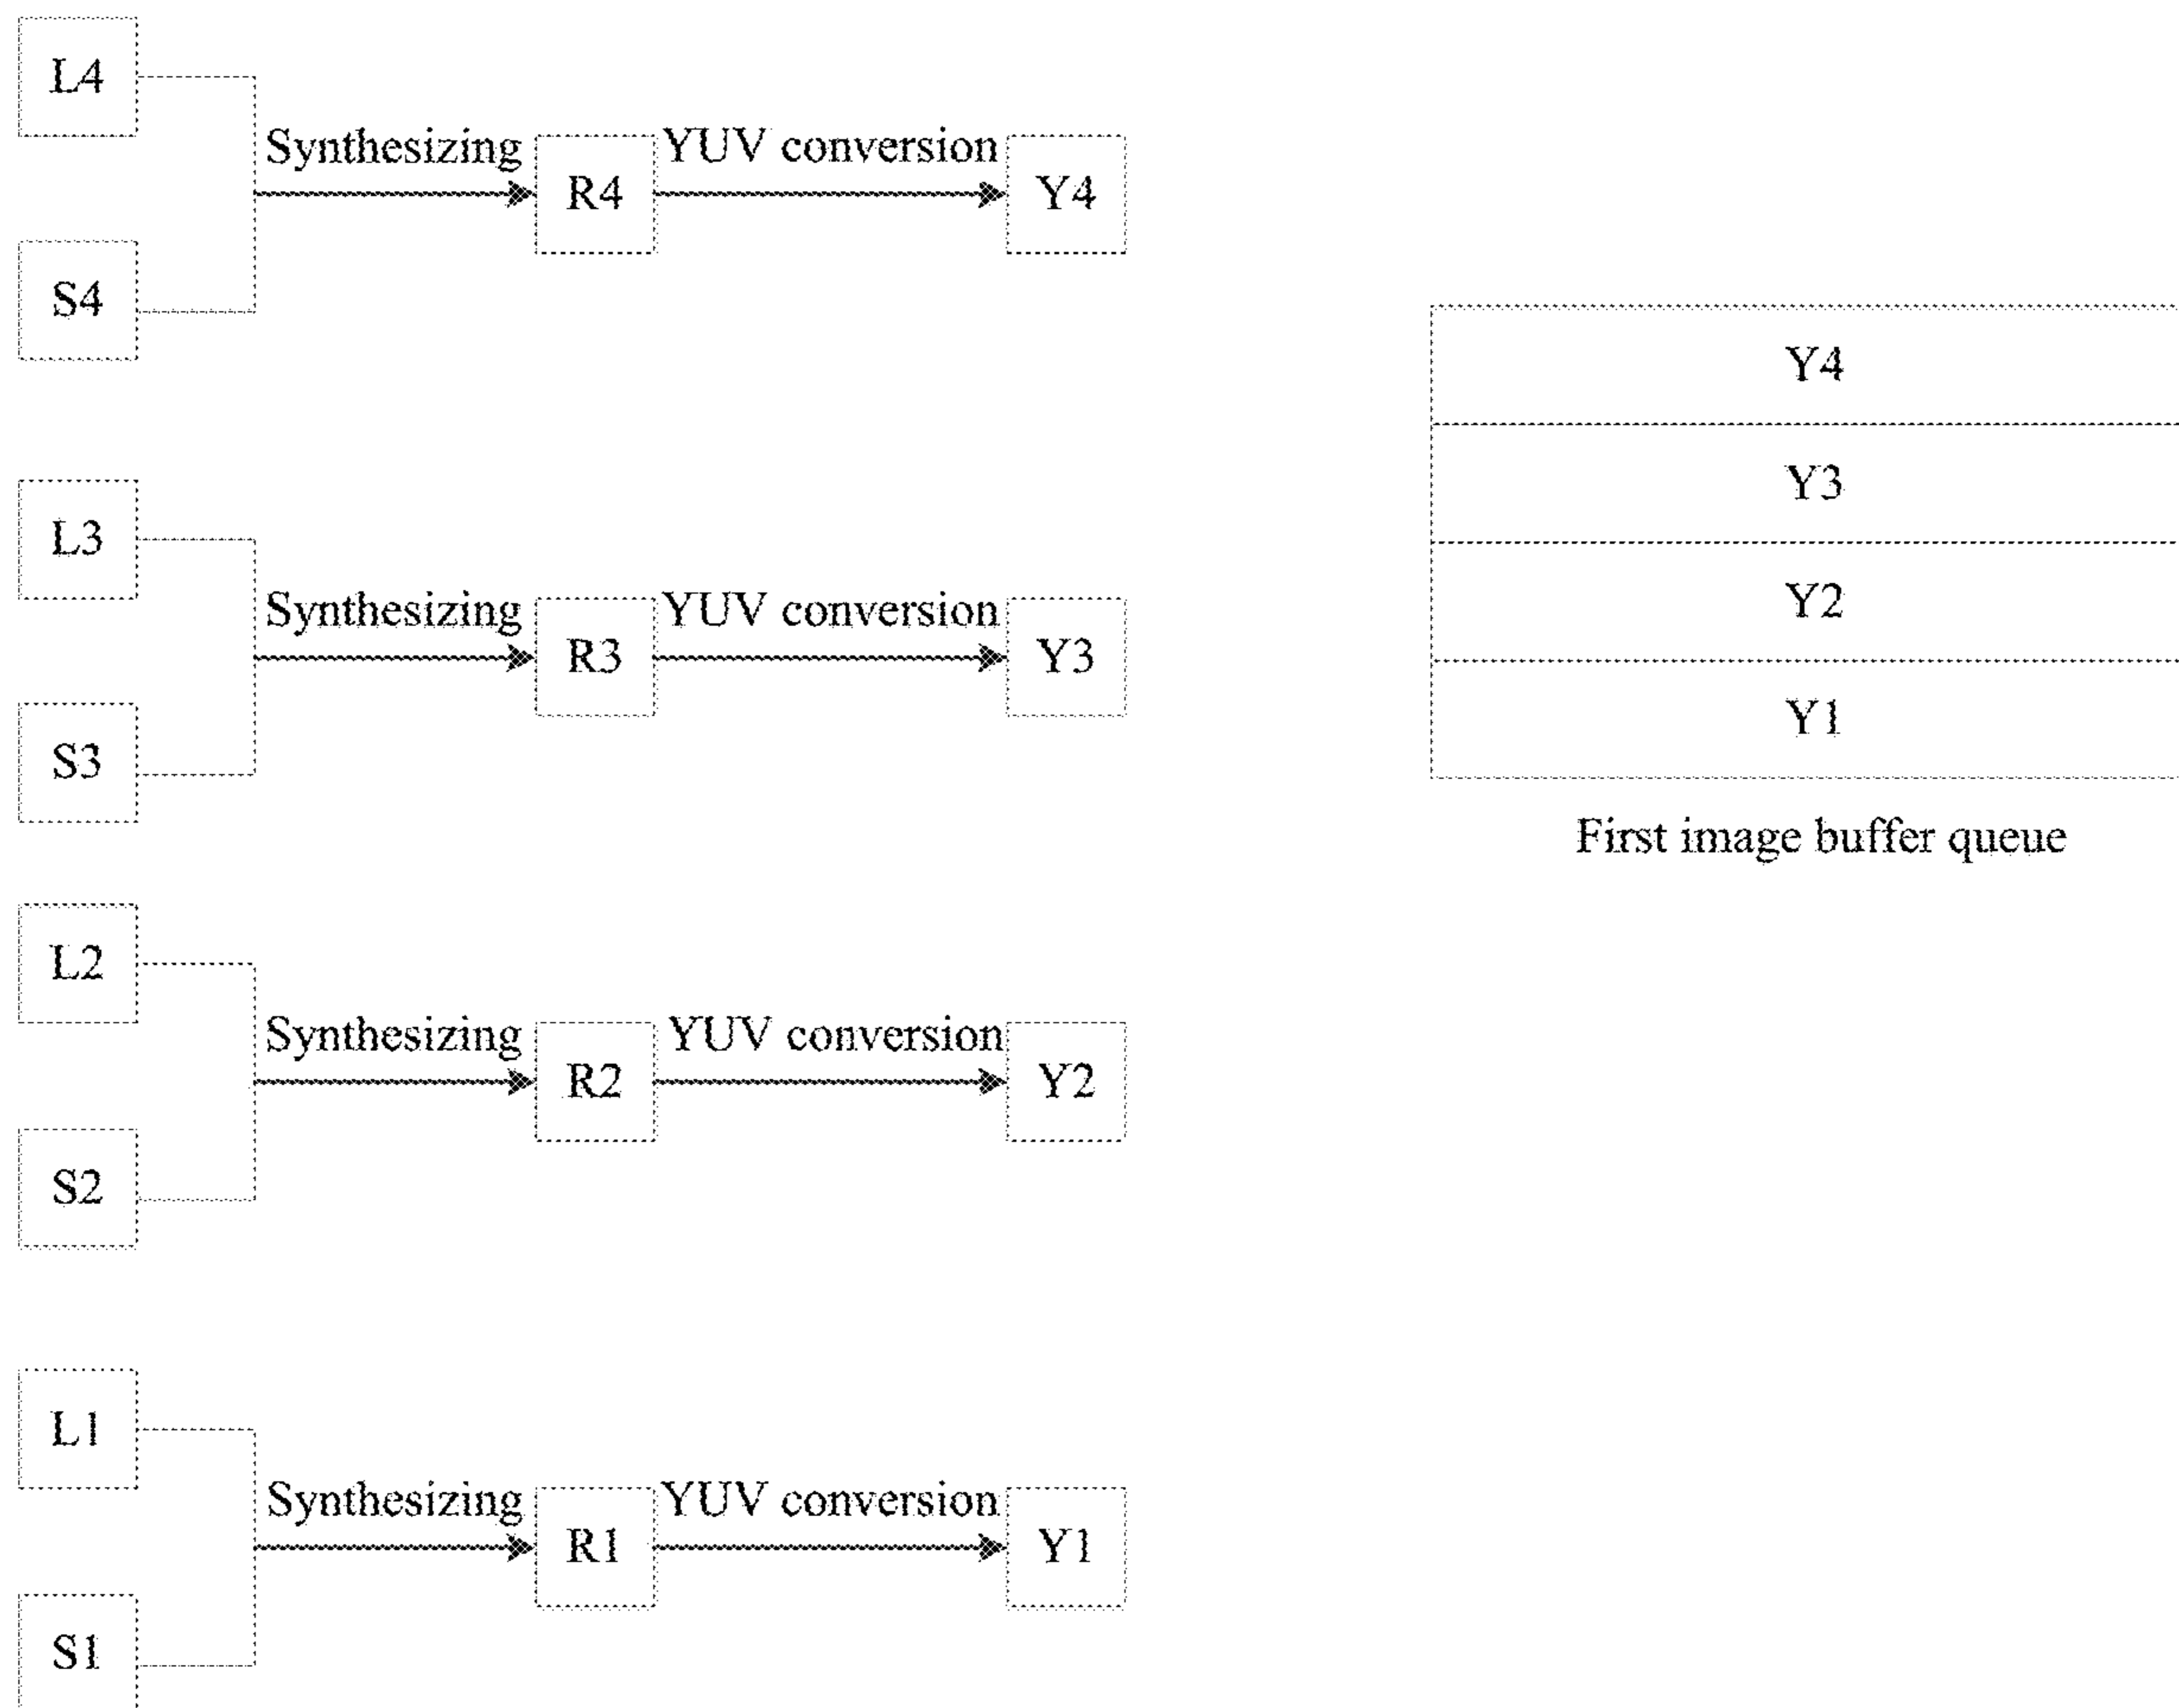 L4
Synthesizing
YUV conversion
R4
Y4
S4
L3
Synthesizing
YUV conversion
R3
Y3
S3
L2
Synthesizing
YUV conversion
R2
Y2
S2
L1
Synthesizing
YUV conversion
R1
Y1
S1
Y4
Y3
Y2
Y1
First image buffer queue